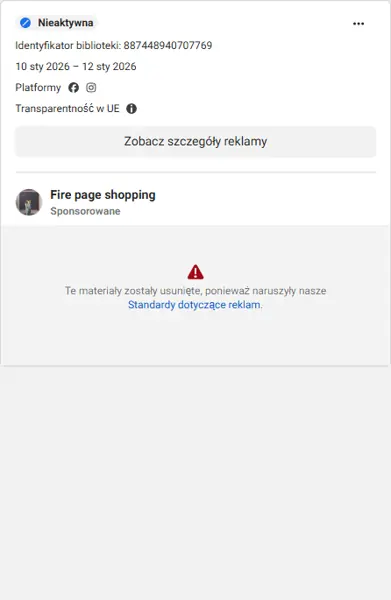 Nieaktywna
Identyfikator biblioteki: 887448940707769
10 sty 2026 – 12 sty 2026
Platformy
Transparentność w UE
Zobacz szczegóły reklamy
Fire page shopping
Sponsorowane
Te materiały zostały usunięte, ponieważ naruszyły nasze
Standardy dotyczące reklam.